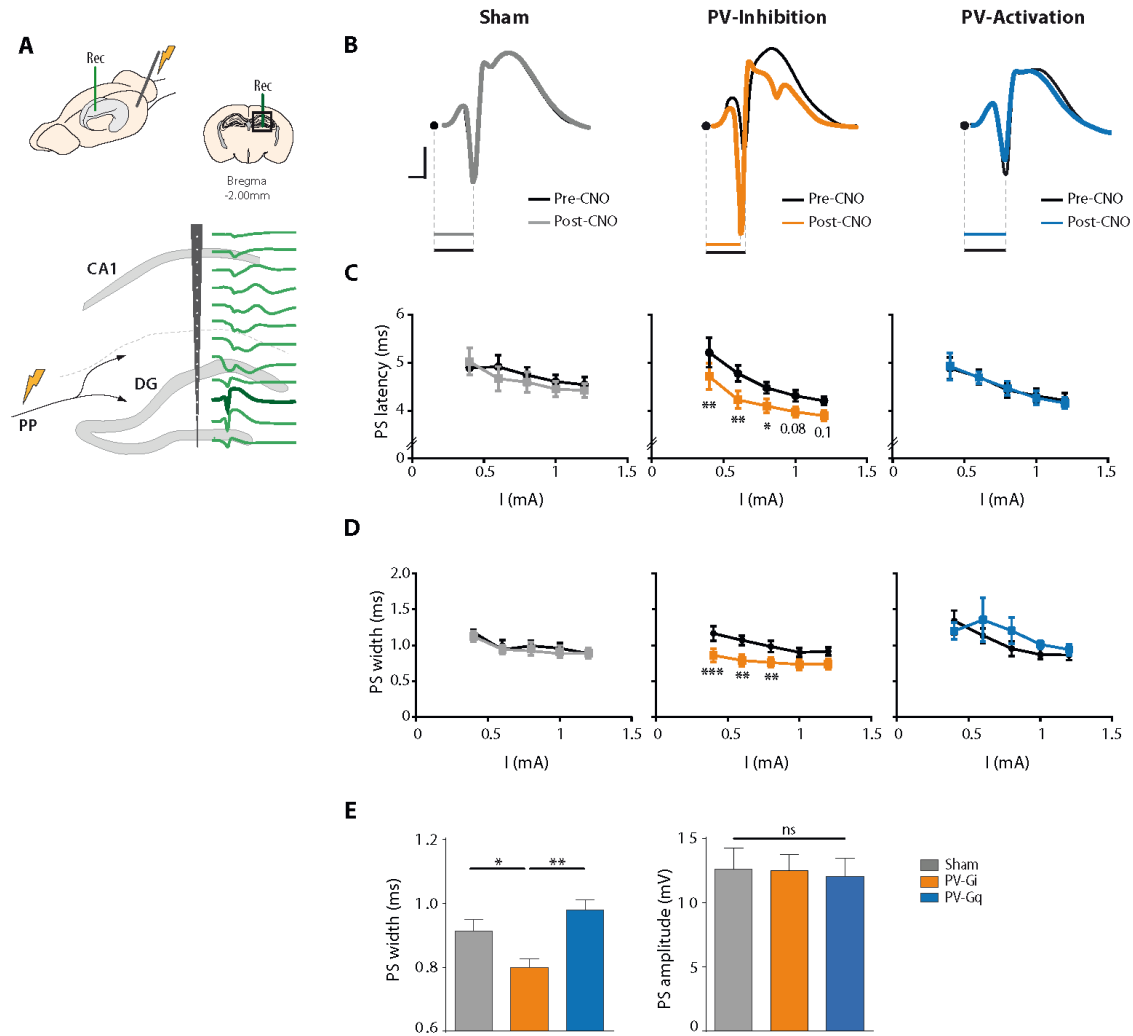 Sham PV-Inhibition PV-Activation
A
Rec
Rec
Bregma
-2.00mm
CA1
DG
PP
B
Pre-CNO
Post-CNO
Pre-CNO
Post-CNO
Pre-CNO
Post-CNO
C
PS latency (ms)
6
5
4
0
0 0.5 1 1.5
I (mA)
** ** * 0.08 0.1
0 0.5 1 1.5
I (mA)
0 0.5 1 1.5
I (mA)
D
PS width (ms)
2.0
1.5
1.0
0.5
0
0 0.5 1 1.5
I (mA)
*** ** **
0 0.5 1 1.5
I (mA)
0 0.5 1 1.5
I (mA)
E
PS width (ms)
1.2
1.0
0.8
0.6
* **
PS amplitude (mV)
15
10
5
0
ns
Sham
PV-Gi
PV-Gq